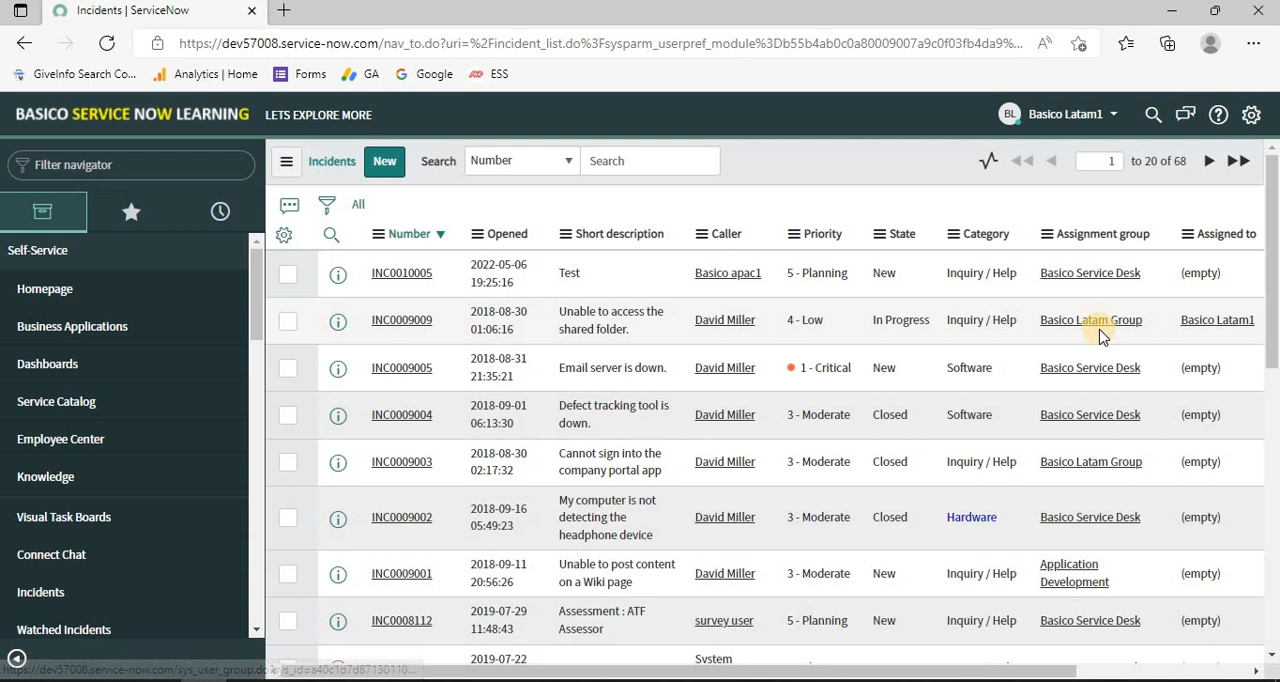 Incidents | ServiceNow
https://dev57008.service-now.com/nav_to.do?uri=%2Fincident_list.do%3Fsysparm_userpref_module%3Db55b4ab0c0a80009007a9c0f03fb4da9%...
GiveInfo Search Co... Analytics | Home Forms GA Google ESS
BASICO SERVICE NOW LEARNING LETS EXPLORE MORE BL Basico Latam1
Filter navigator Incidents New Search Number Search 1 to 20 of 68
All
Number Opened Short description Caller Priority State Category Assignment group Assigned to
Self-Service
Homepage
Business Applications
Dashboards
Service Catalog
Employee Center
Knowledge
Visual Task Boards
Connect Chat
Incidents
Watched Incidents
INC0010005 2022-05-06 19:25:16 Test Basico apac1 5 - Planning New Inquiry / Help Basico Service Desk (empty)
INC0009009 2018-08-30 01:06:16 Unable to access the shared folder. David Miller 4 - Low In Progress Inquiry / Help Basico Latam Group Basico Latam1
INC0009005 2018-08-31 21:35:21 Email server is down. David Miller 1 - Critical New Software Basico Service Desk (empty)
INC0009004 2018-09-01 06:13:30 Defect tracking tool is down. David Miller 3 - Moderate Closed Software Basico Service Desk (empty)
INC0009003 2018-08-30 02:17:32 Cannot sign into the company portal app David Miller 3 - Moderate Closed Inquiry / Help Basico Latam Group (empty)
INC0009002 2018-09-16 05:49:23 My computer is not detecting the headphone device David Miller 3 - Moderate Closed Hardware Basico Service Desk (empty)
INC0009001 2018-09-11 20:56:26 Unable to post content on a Wiki page David Miller 3 - Moderate New Inquiry / Help Application Development (empty)
INC0008112 2019-07-29 11:48:43 Assessment : ATF Assessor survey user 5 - Planning New Inquiry / Help Basico Service Desk (empty)
2019-07-22 System